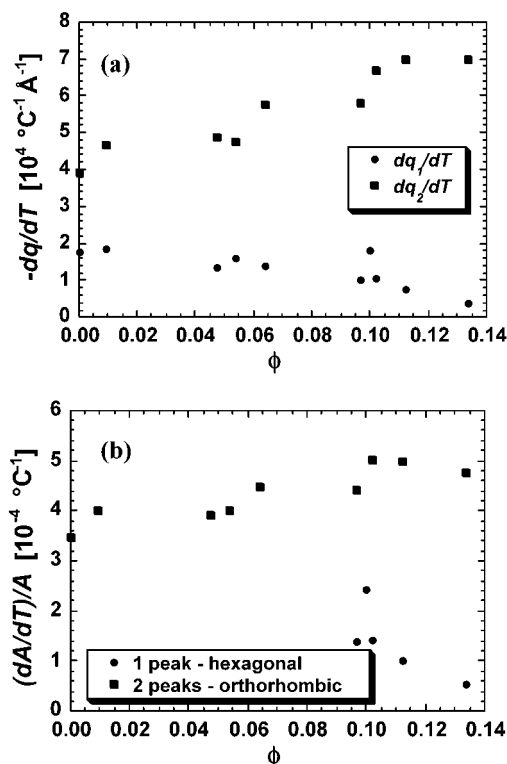 8
7
6
5
4
3
2
1
0
-dq/dT [10⁴ °C⁻¹ Å⁻¹]
(a)
dq₁/dT
dq₂/dT
0.00 0.02 0.04 0.06 0.08 0.10 0.12 0.14
ϕ
6
5
4
3
2
1
0
(dA/dT)/A [10⁻⁴ °C⁻¹]
(b)
1 peak - hexagonal
2 peaks - orthorhombic
0.00 0.02 0.04 0.06 0.08 0.10 0.12 0.14
ϕ